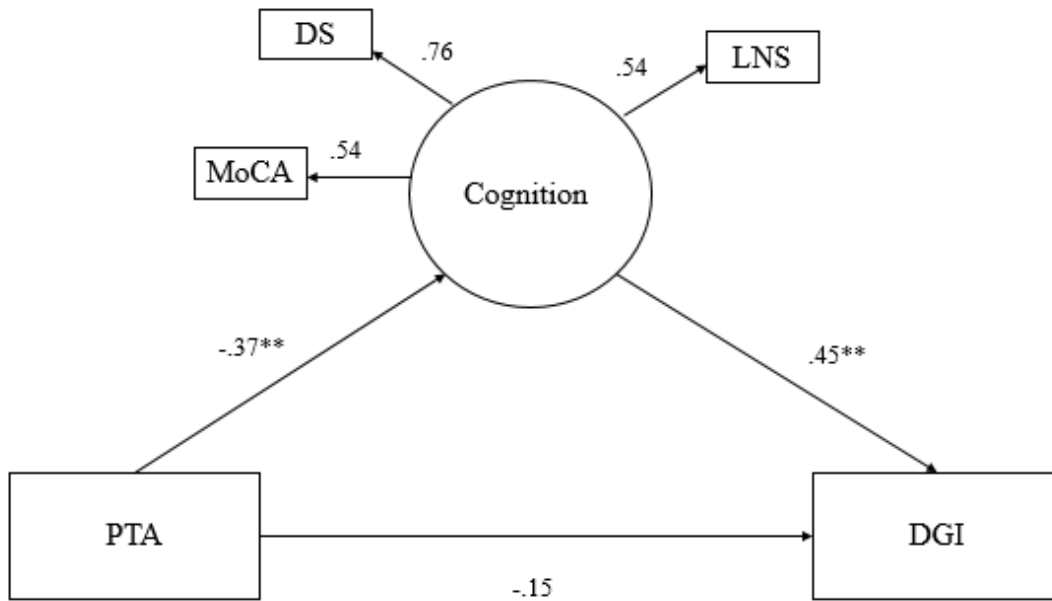 DS
.76
.54
LNS
MoCA
.54
Cognition
-.37**
.45**
PTA
DGI
-.15